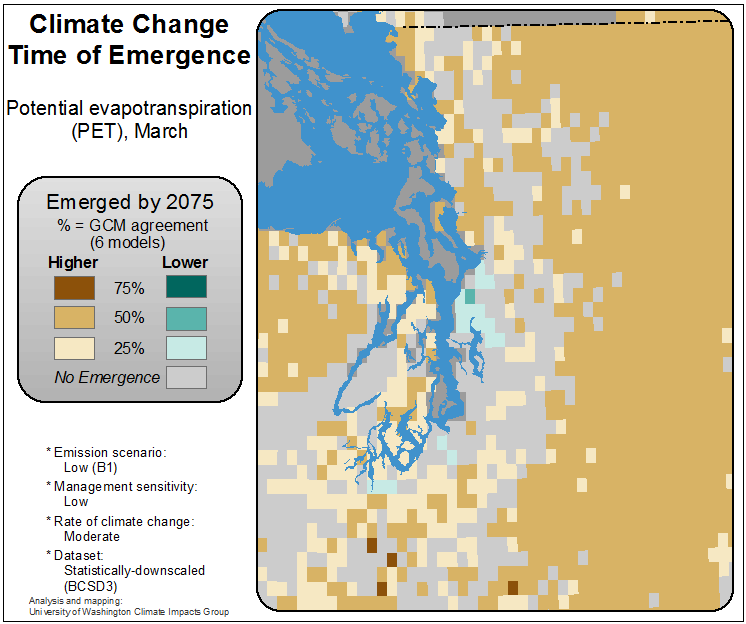 Climate Change
Time of Emergence
Potential evapotranspiration
(PET), March
Emerged by 2075
% = GCM agreement
(6 models)
Higher Lower
75%
50%
25%
No Emergence
* Emission scenario:
Low (B1)
* Management sensitivity:
Low
* Rate of climate change:
Moderate
* Dataset:
Statistically-downscaled
(BCSD3)
Analysis and mapping:
University of Washington Climate Impacts Group